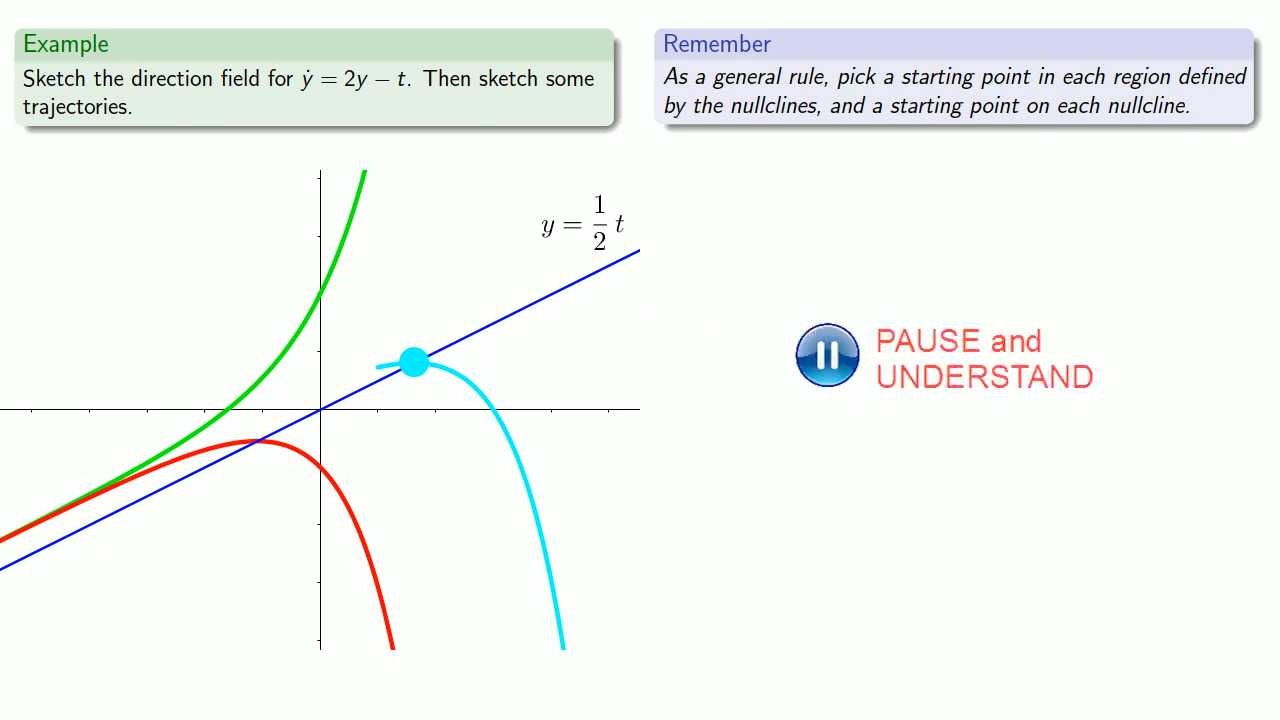 Example
Sketch the direction field for ẏ = 2y − t. Then sketch some
trajectories.
Remember
As a general rule, pick a starting point in each region defined
by the nullclines, and a starting point on each nullcline.
y = 1/2 t
PAUSE and
UNDERSTAND